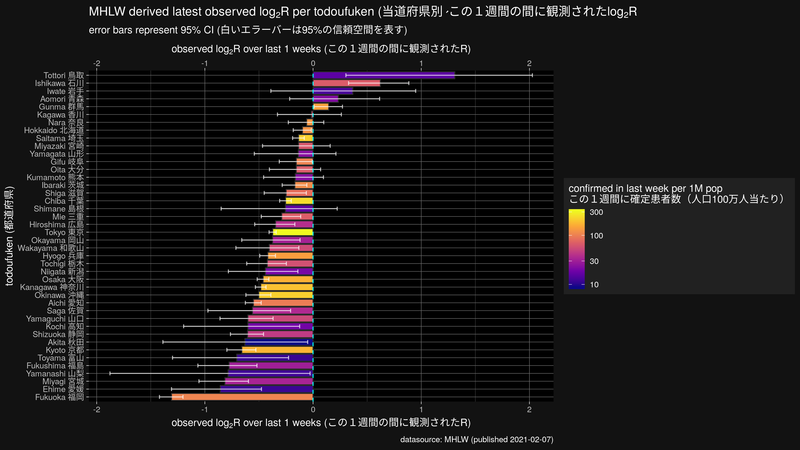 MHLW derived latest observed log₂R per todoufuken (当道府県別 ·この１週間の間に観測されたlog₂R
error bars represent 95% CI (白いエラーバーは95%の信頼空間を表す)
observed log₂R over last 1 weeks (この１週間の間に観測されたR)
-2 -1 0 1 2
todoufuken (都道府県)
Tottori 鳥取
Ishikawa 石川
Iwate 岩手
Aomori 青森
Gunma 群馬
Kagawa 香川
Nara 奈良
Hokkaido 北海道
Saitama 埼玉
Miyazaki 宮崎
Yamagata 山形
Gifu 岐阜
Oita 大分
Kumamoto 熊本
Ibaraki 茨城
Shiga 滋賀
Chiba 千葉
Shimane 島根
Mie 三重
Hiroshima 広島
Tokyo 東京
Okayama 岡山
Wakayama 和歌山
Hyogo 兵庫
Tochigi 栃木
Niigata 新潟
Osaka 大阪
Kanagawa 神奈川
Okinawa 沖縄
Aichi 愛知
Saga 佐賀
Yamaguchi 山口
Kochi 高知
Shizuoka 静岡
Akita 秋田
Kyoto 京都
Toyama 富山
Fukushima 福島
Yamanashi 山梨
Miyagi 宮城
Ehime 愛媛
Fukuoka 福岡
-2 -1 0 1 2
observed log₂R over last 1 weeks (この１週間の間に観測されたR)
confirmed in last week per 1M pop
この１週間に確定患者数（人口100万人当たり）
300
100
30
10
datasource: MHLW (published 2021-02-07)